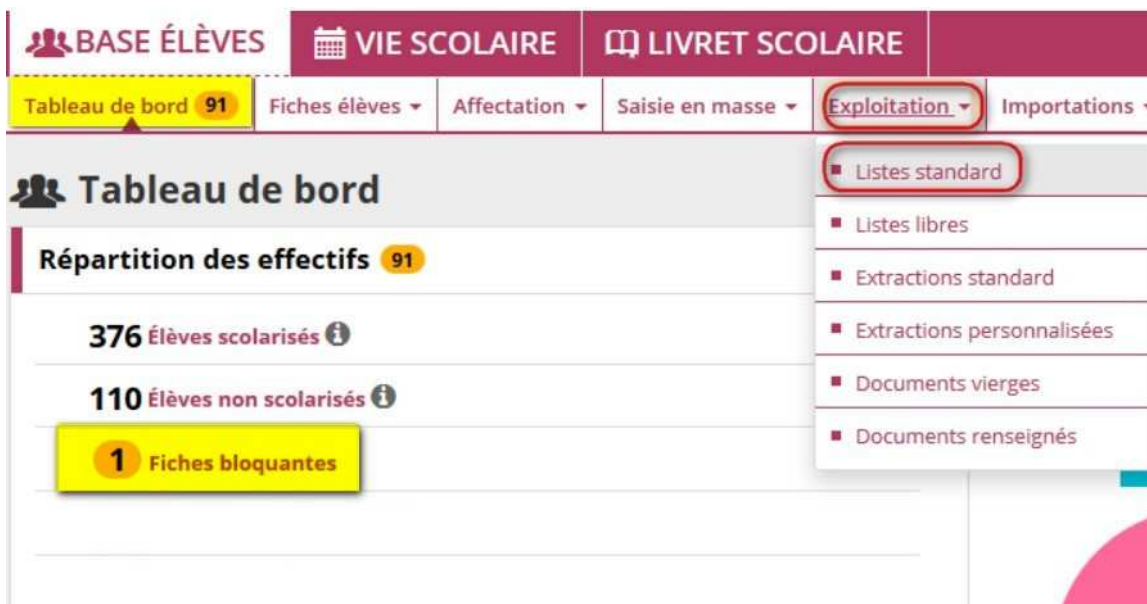 BASE ÉLÈVES VIE SCOLAIRE LIVRET SCOLAIRE
Tableau de bord 91 Fiches élèves Affectation Saisie en masse Exploitation Importations
Tableau de bord
Répartition des effectifs 91
376 Élèves scolarisés
110 Élèves non scolarisés
1 Fiches bloquantes
Listes standard
Listes libres
Extractions standard
Extractions personnalisées
Documents vierges
Documents renseignés